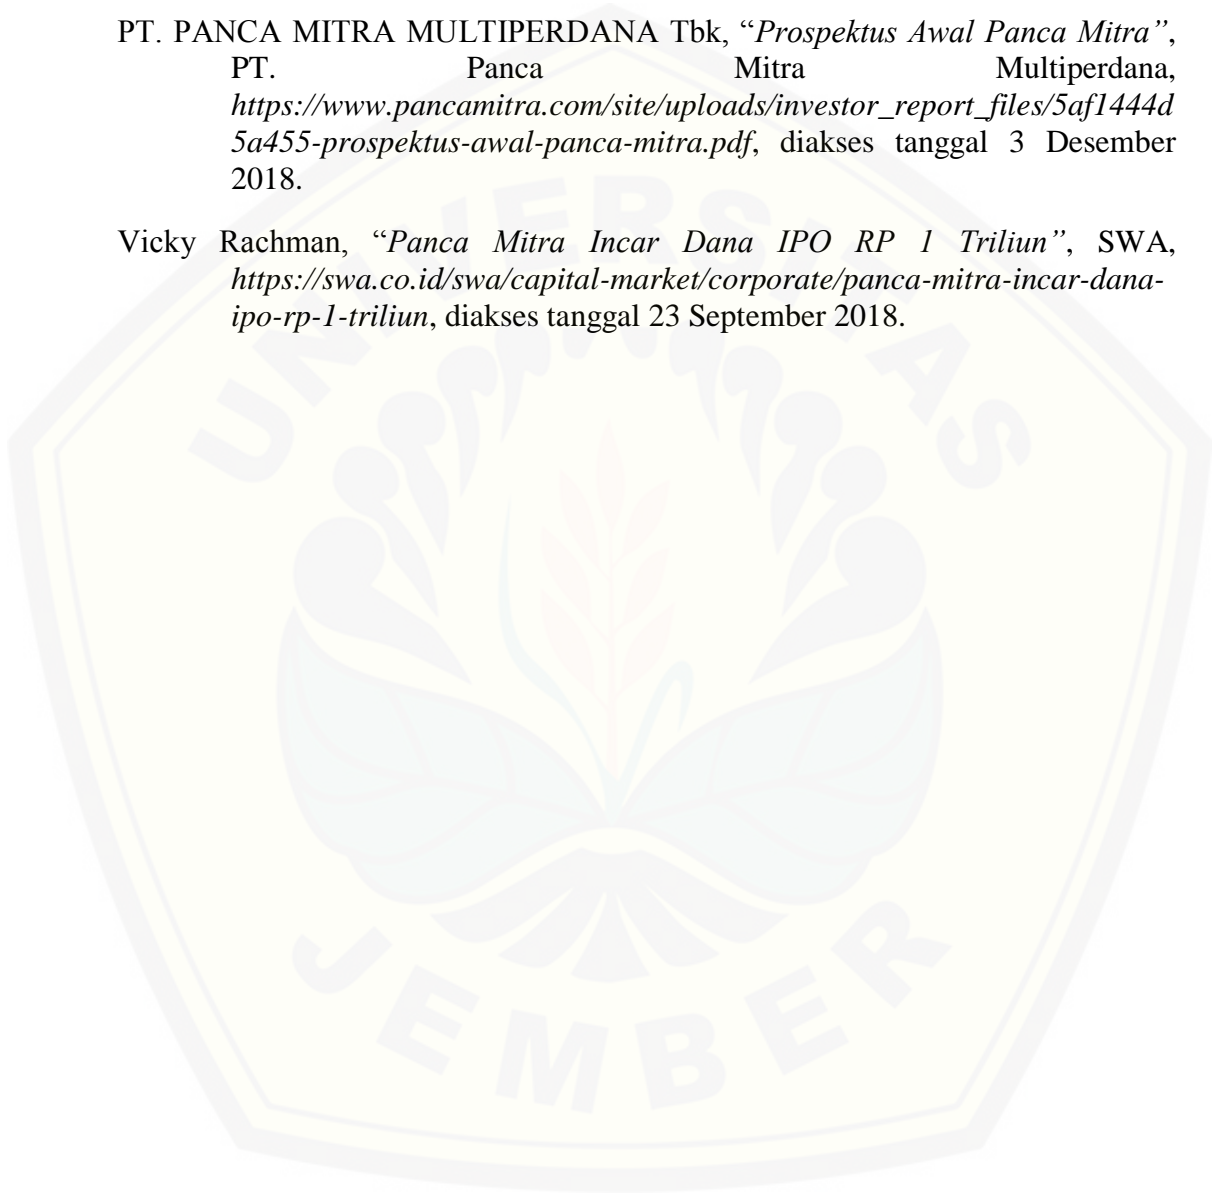 PT. PANCA MITRA MULTIPERDANA Tbk, “Prospektus Awal Panca Mitra”,
PT. Panca Mitra Multiperdana,
https://www.pancamitra.com/site/uploads/investor_report_files/5af1444d
5a455-prospektus-awal-panca-mitra.pdf, diakses tanggal 3 Desember
2018.
Vicky Rachman, “Panca Mitra Incar Dana IPO RP 1 Triliun”, SWA,
https://swa.co.id/swa/capital-market/corporate/panca-mitra-incar-dana-
ipo-rp-1-triliun, diakses tanggal 23 September 2018.
UNIVERSITAS
JEMBER